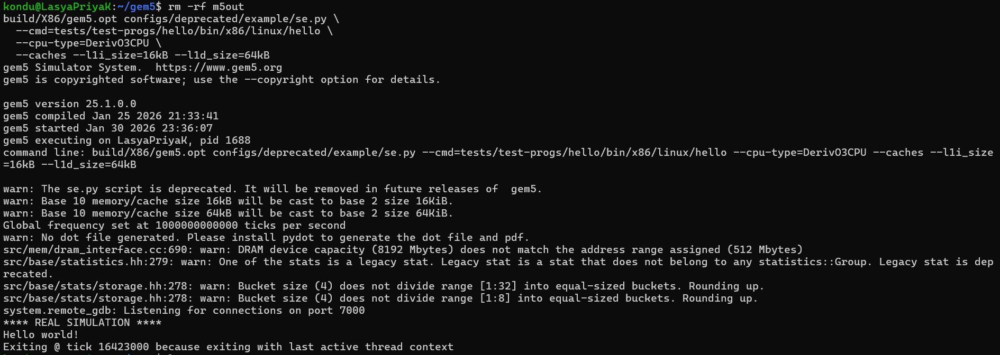 kondu@LasyaPriyaK:~/gem5$ rm -rf m5out
build/X86/gem5.opt configs/deprecated/example/se.py \
  --cmd=tests/test-progs/hello/bin/x86/linux/hello \
  --cpu-type=DerivO3CPU \
  --caches --l1i_size=16kB --l1d_size=64kB
gem5 Simulator System.  https://www.gem5.org
gem5 is copyrighted software; use the --copyright option for details.

gem5 version 25.1.0.0
gem5 compiled Jan 25 2026 21:33:41
gem5 started Jan 30 2026 23:36:07
gem5 executing on LasyaPriyaK, pid 1688
command line: build/X86/gem5.opt configs/deprecated/example/se.py --cmd=tests/test-progs/hello/bin/x86/linux/hello --cpu-type=DerivO3CPU --caches --l1i_size
=16kB --l1d_size=64kB

warn: The se.py script is deprecated. It will be removed in future releases of  gem5.
warn: Base 10 memory/cache size 16kB will be cast to base 2 size 16KiB.
warn: Base 10 memory/cache size 64kB will be cast to base 2 size 64KiB.
Global frequency set at 1000000000000 ticks per second
warn: No dot file generated. Please install pydot to generate the dot file and pdf.
src/mem/dram_interface.cc:690: warn: DRAM device capacity (8192 Mbytes) does not match the address range assigned (512 Mbytes)
src/base/statistics.hh:279: warn: One of the stats is a legacy stat. Legacy stat is a stat that does not belong to any statistics::Group. Legacy stat is dep
recated.
src/base/stats/storage.hh:278: warn: Bucket size (4) does not divide range [1:32] into equal-sized buckets. Rounding up.
src/base/stats/storage.hh:278: warn: Bucket size (4) does not divide range [1:8] into equal-sized buckets. Rounding up.
system.remote_gdb: Listening for connections on port 7000
**** REAL SIMULATION ****
Hello world!
Exiting @ tick 16423000 because exiting with last active thread context